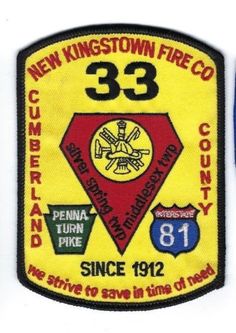 NEW KINGSTOWN FIRE CO
33
CUMBERLAND
COUNTY
silver spring twp
middlesex twp
PENNA
TURN
PIKE
INTERSTATE
81
SINCE 1912
we strive to save in time of need